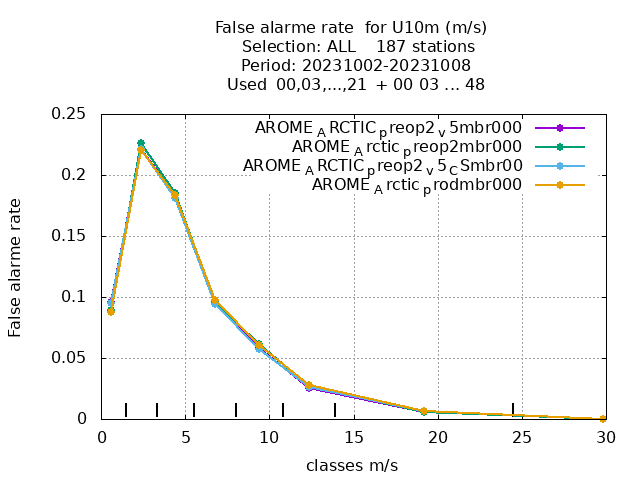 False alarme rate  for U10m (m/s)
Selection: ALL    187 stations
Period: 20231002-20231008
Used  00,03,...,21  + 00 03 ... 48
AROME_ARCTIC_preop2_v5mbr000
AROME_Arctic_preop2mbr000
AROME_ARCTIC_preop2_v5_CSmbr00
AROME_Arctic_prodmbr000
False alarme rate
0.25
0.2
0.15
0.1
0.05
0
0 5 10 15 20 25 30
classes m/s